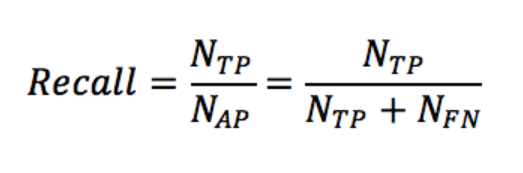 Recall = N_TP / N_AP = N_TP / (N_TP + N_FN)